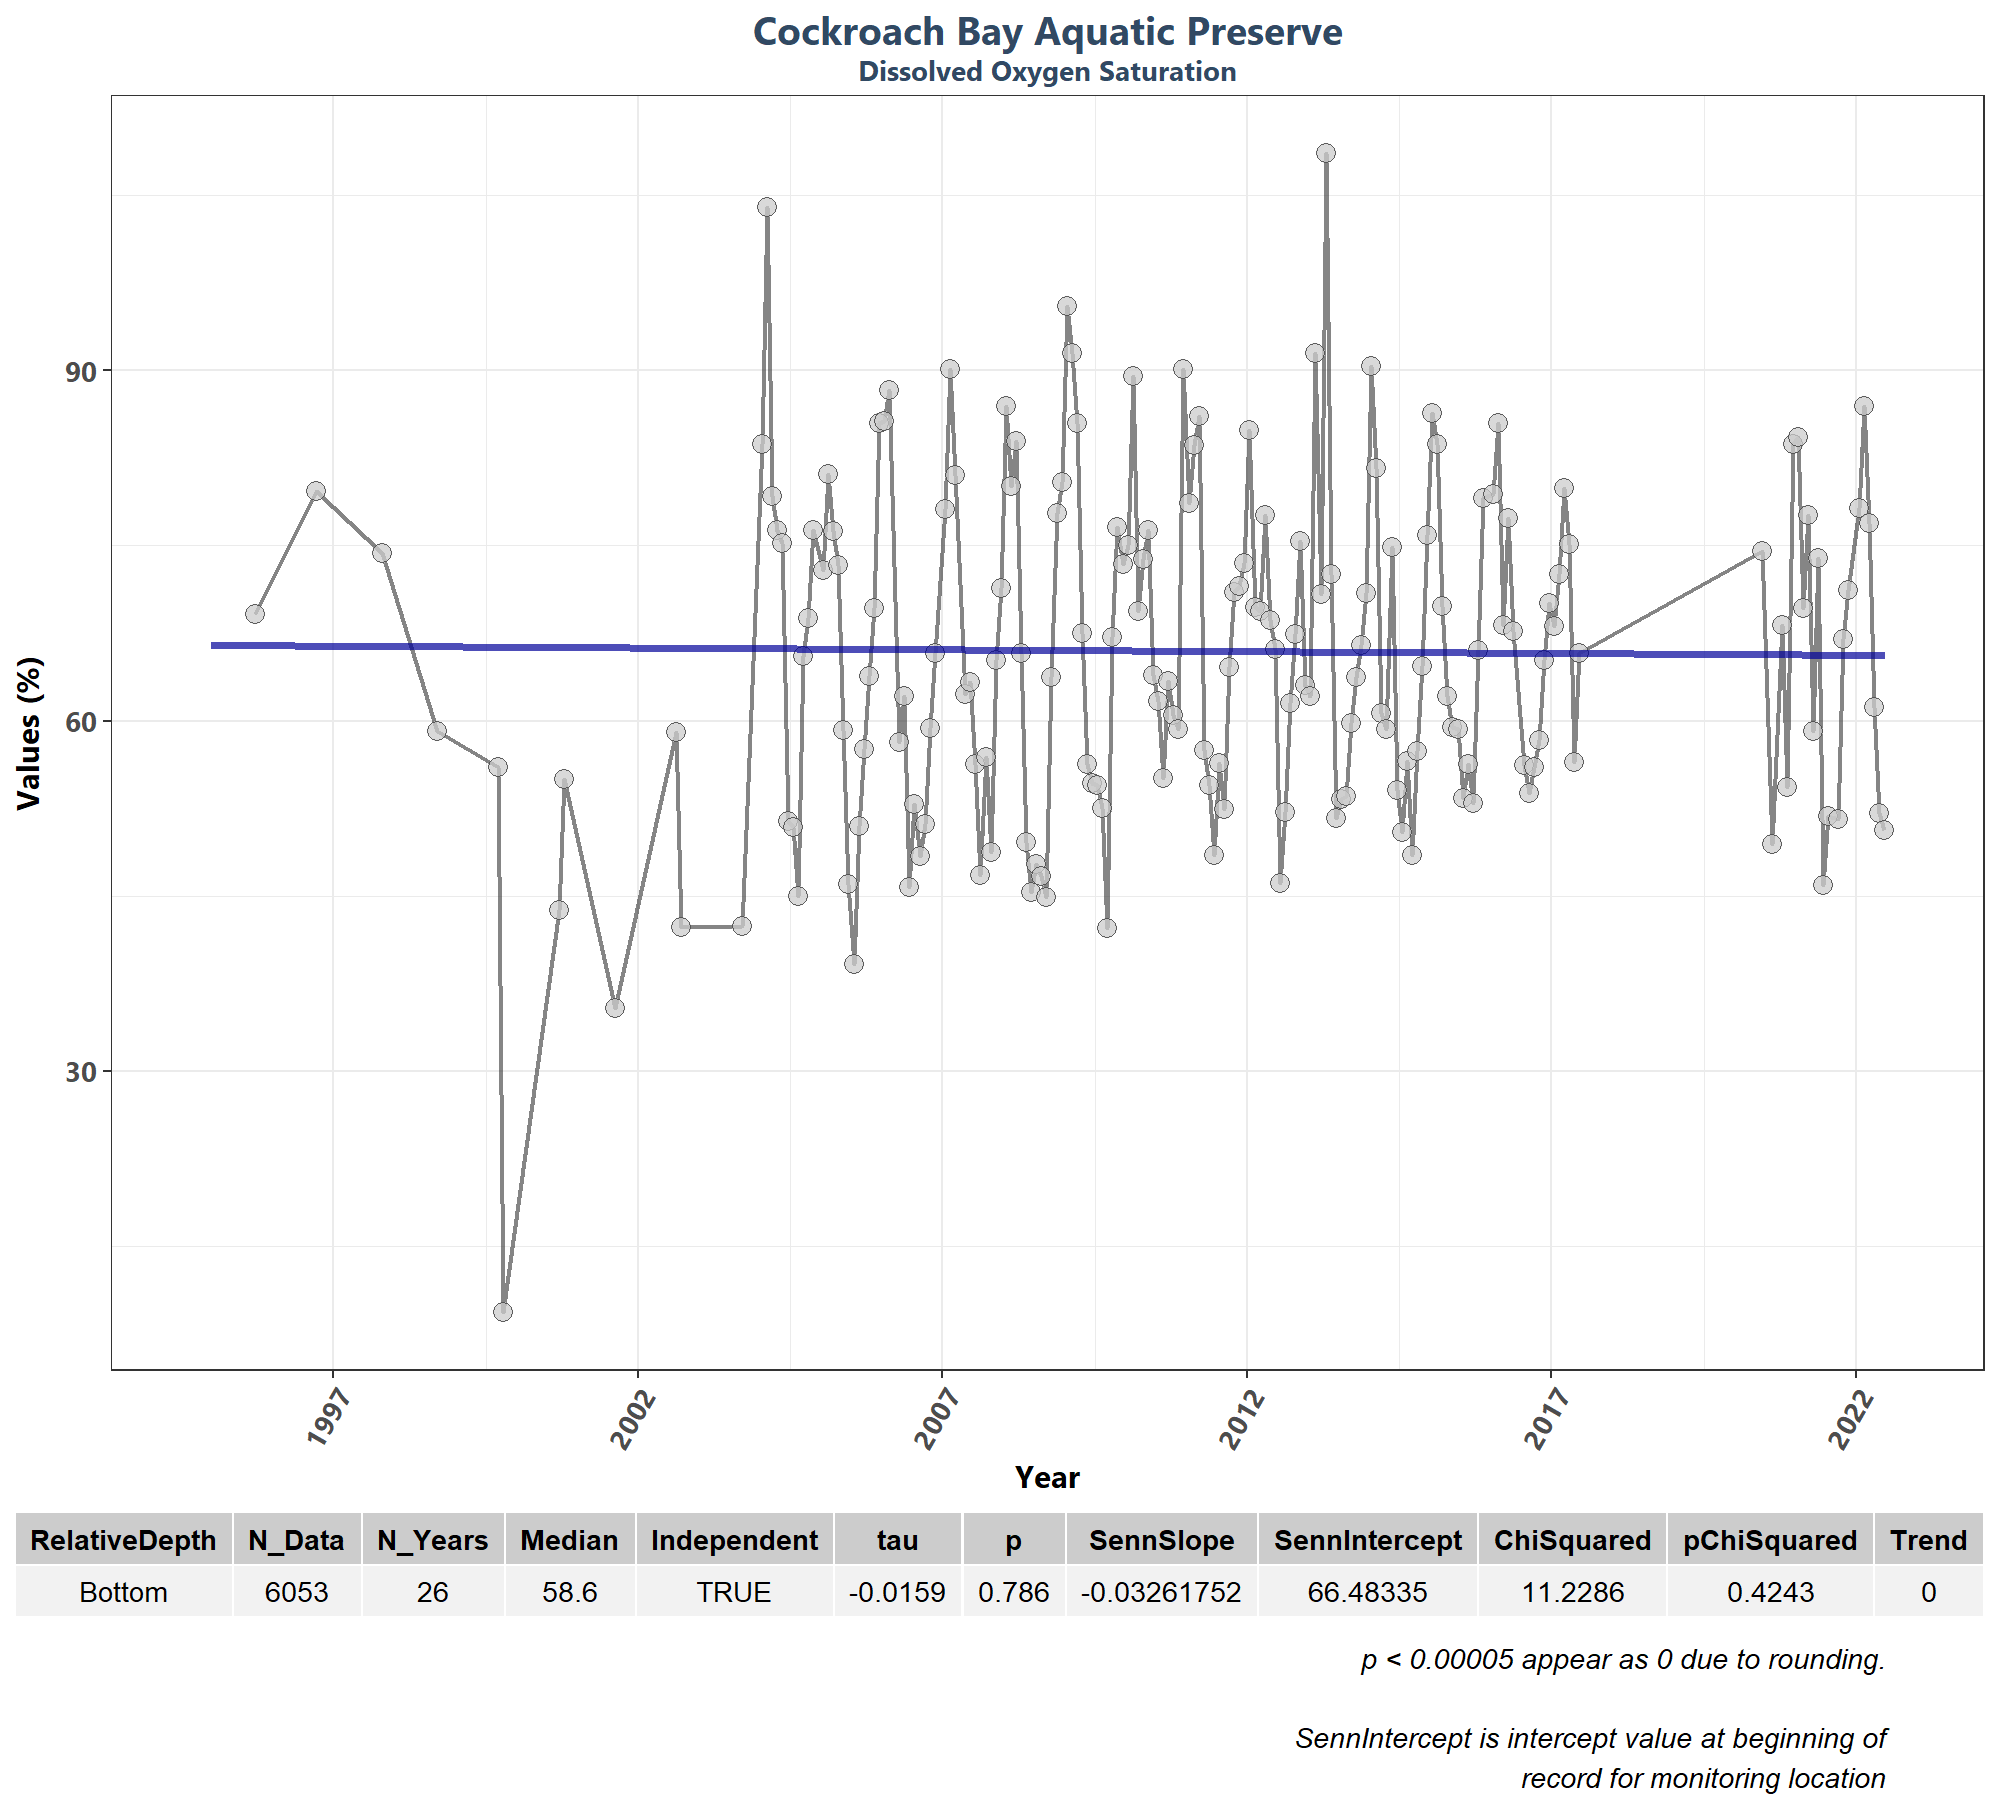 Cockroach Bay Aquatic Preserve
Dissolved Oxygen Saturation
Values (%)
90
60
30
1997 2002 2007 2012 2017 2022
Year
RelativeDepth N_Data N_Years Median Independent tau p SennSlope SennIntercept ChiSquared pChiSquared Trend
Bottom 6053 26 58.6 TRUE -0.0159 0.786 -0.03261752 66.48335 11.2286 0.4243 0
p < 0.00005 appear as 0 due to rounding.
SennIntercept is intercept value at beginning of
record for monitoring location